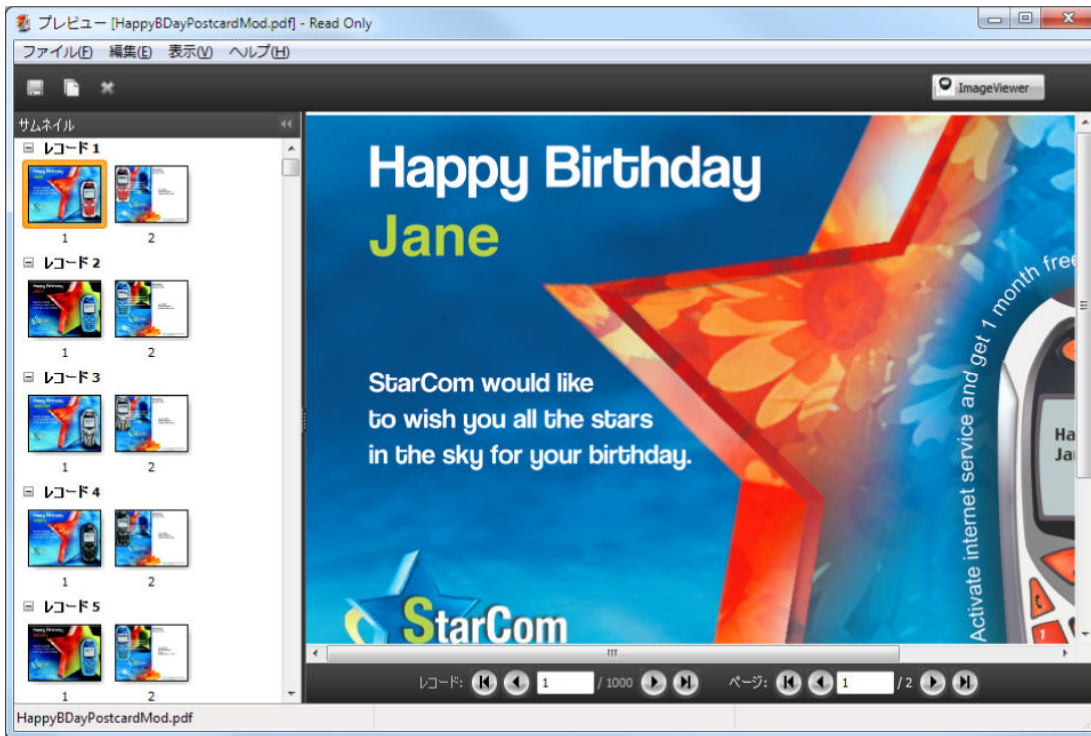 プレビュー [HappyBDayPostcardMod.pdf] - Read Only
ファイル(F) 編集(E) 表示(V) ヘルプ(H)
ImageViewer
サムネイル
レコード 1
1 2
レコード 2
1 2
レコード 3
1 2
レコード 4
1 2
レコード 5
1 2
Happy Birthday
Jane
StarCom would like
to wish you all the stars
in the sky for your birthday.
StarCom
Activate internet service and get 1 month free
Ha
Ja
1
レコード: 1 / 1000 ページ: 1 / 2
HappyBDayPostcardMod.pdf